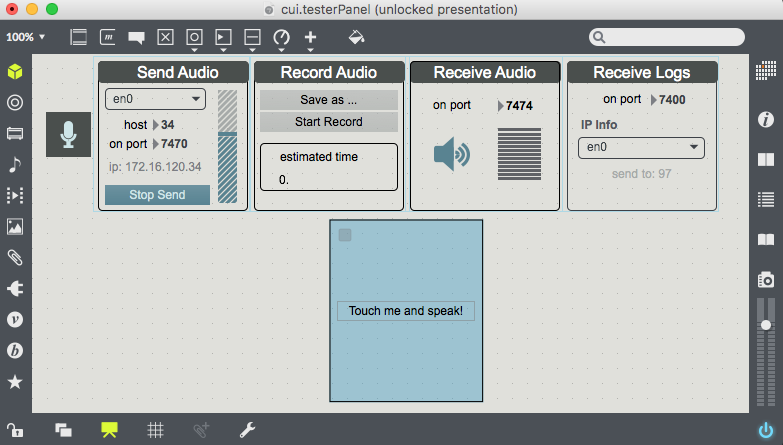 cui.testerPanel (unlocked presentation)
100%
Send Audio
en0
host 34
on port 7470
ip: 172.16.120.34
Stop Send
Record Audio
Save as ...
Start Record
estimated time
0.
Receive Audio
on port 7474
Receive Logs
on port 7400
IP Info
en0
send to: 97
Touch me and speak!